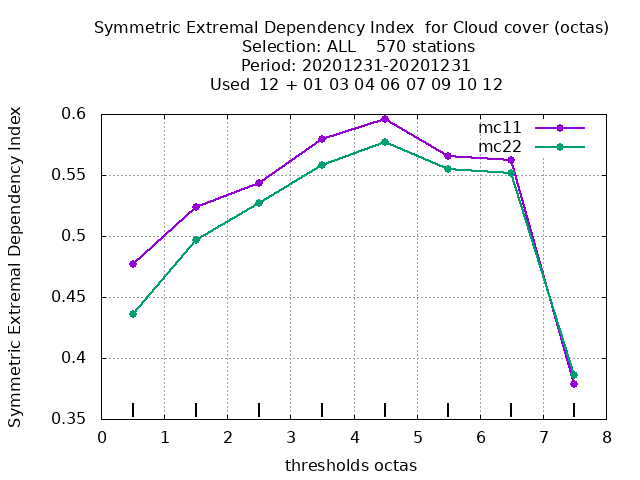 Symmetric Extremal Dependency Index  for Cloud cover (octas)
Selection: ALL    570 stations
Period: 20201231-20201231
Used  12 + 01 03 04 06 07 09 10 12
Symmetric Extremal Dependency Index
0.6
0.55
0.5
0.45
0.4
0.35
mc11
mc22
0 1 2 3 4 5 6 7 8
thresholds octas